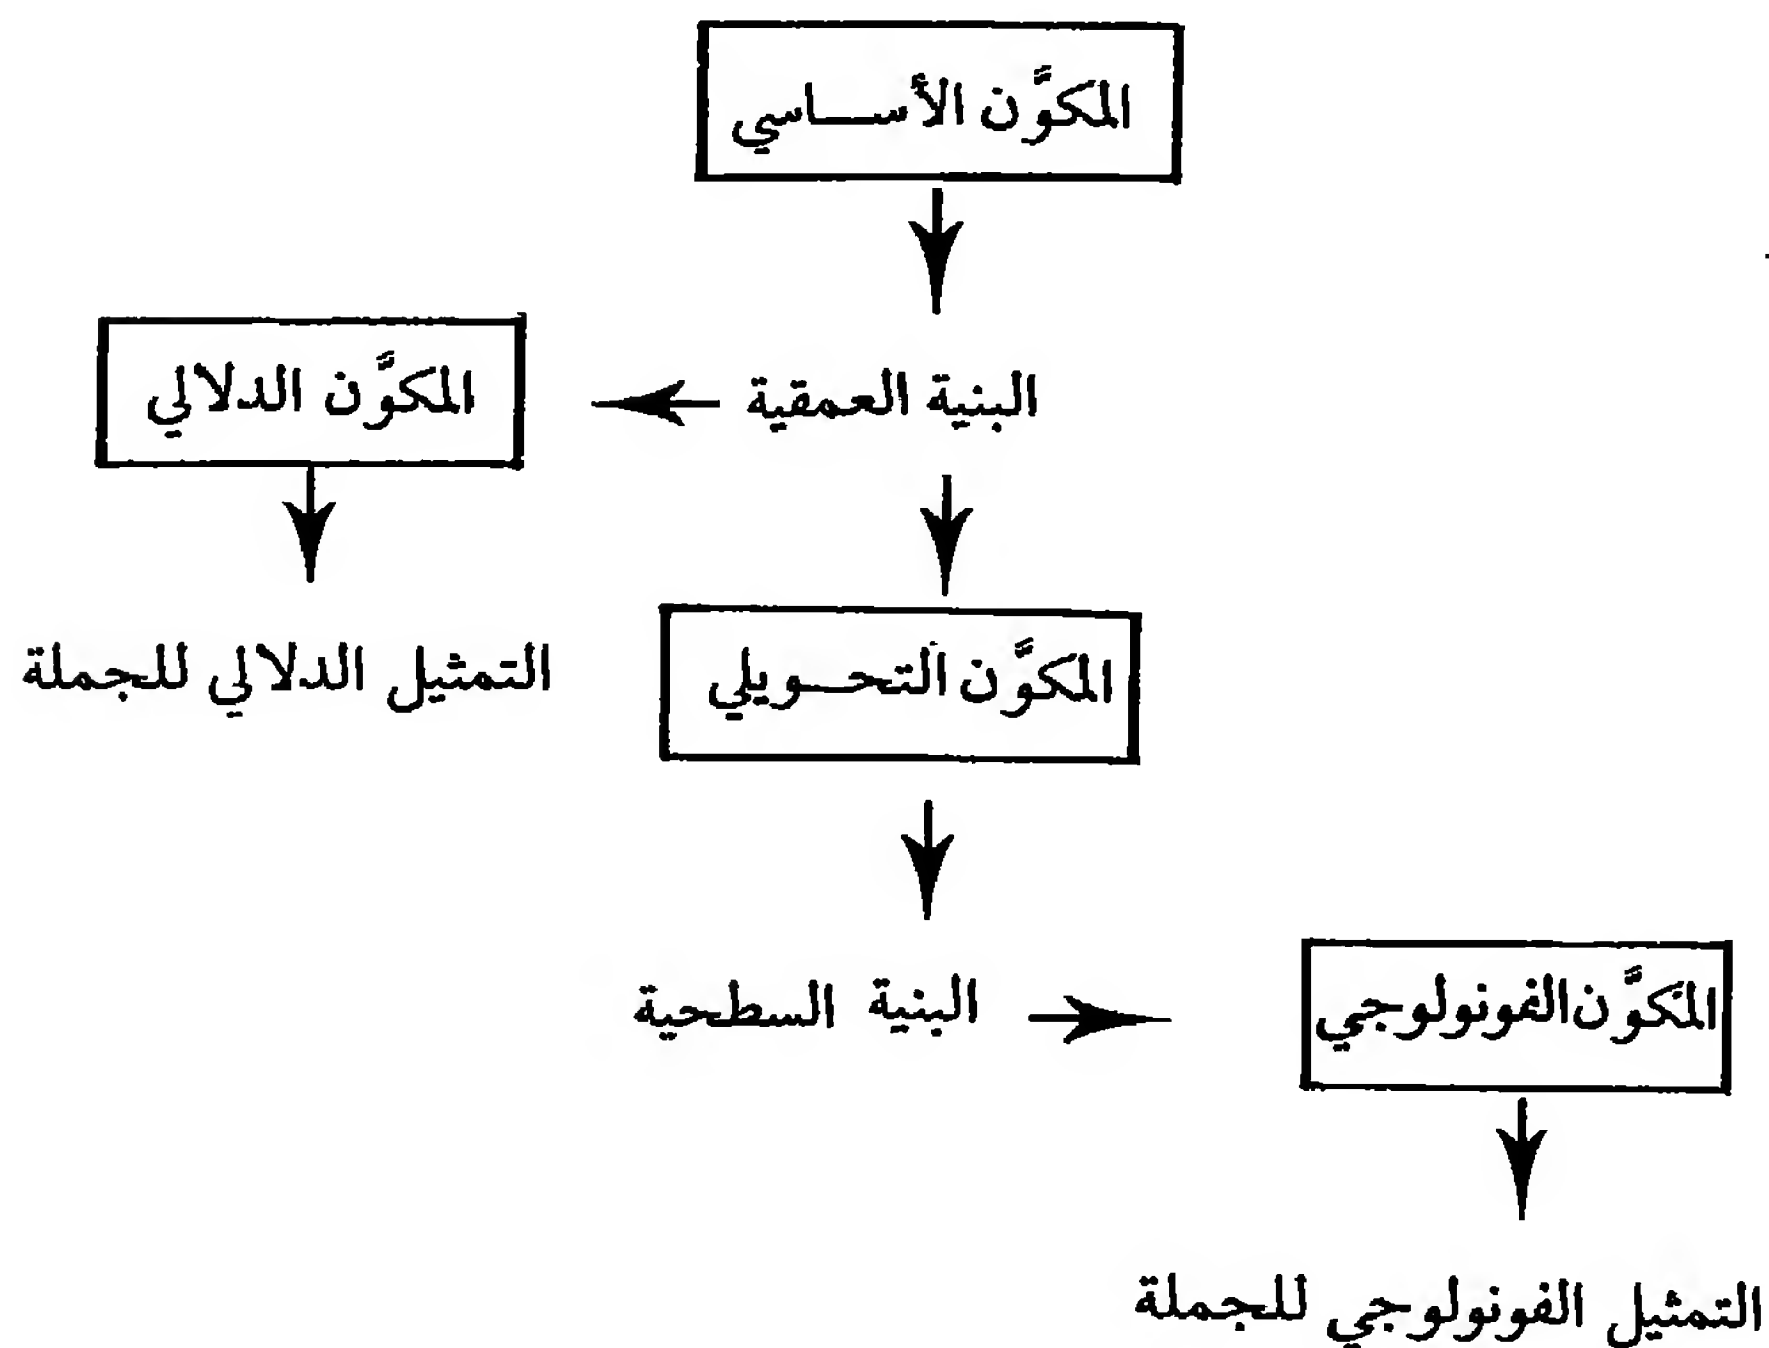 المكوَّن الأساسي
البنية العمقية
المكوَّن الدلالي
المكوَّن التحويلي
التمثيل الدلالي للجملة
البنية السطحية
المكوَّن الفونولوجي
التمثيل الفونولوجي للجملة